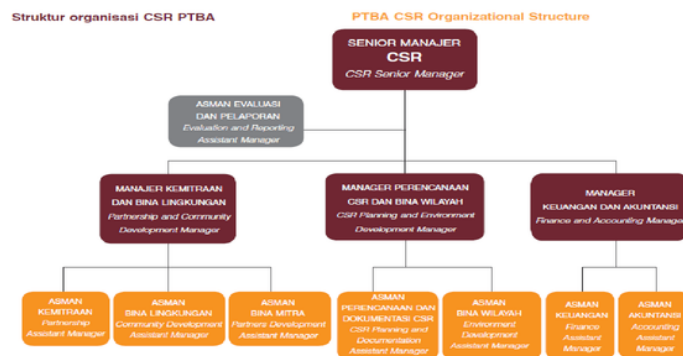 Struktur organisasi CSR PTBA
PTBA CSR Organizational Structure
SENIOR MANAJER
CSR
CSR Senior Manager
ASMAN EVALUASI
DAN PELAPORAN
Evaluation and Reporting
Assistant Manager
MANAJER KEMITRAAN
DAN BINA LINGKUNGAN
Partnership and Community
Development Manager
MANAGER PERENCANAAN
CSR DAN BINA WILAYAH
CSR Planning and Environment
Development Manager
MANAGER
KEUANGAN DAN AKUNTANSI
Finance and Accounting Manager
ASMAN
KEMITRAAN
Partnership
Assistant Manager
ASMAN
BINA LINGKUNGAN
Community Development
Assistant Manager
ASMAN
BINA MITRA
Partners Development
Assistant Manager
ASMAN
PERENCANAAN DAN
DOKUMENTASI CSR
CSR Planning and
Documentation
Assistant Manager
ASMAN
BINA WILAYAH
Environment
Development
Assistant Manager
ASMAN
KEUANGAN
Finance
Assistant
Manager
ASMAN
AKUNTANSI
Accounting
Assistant
Manager